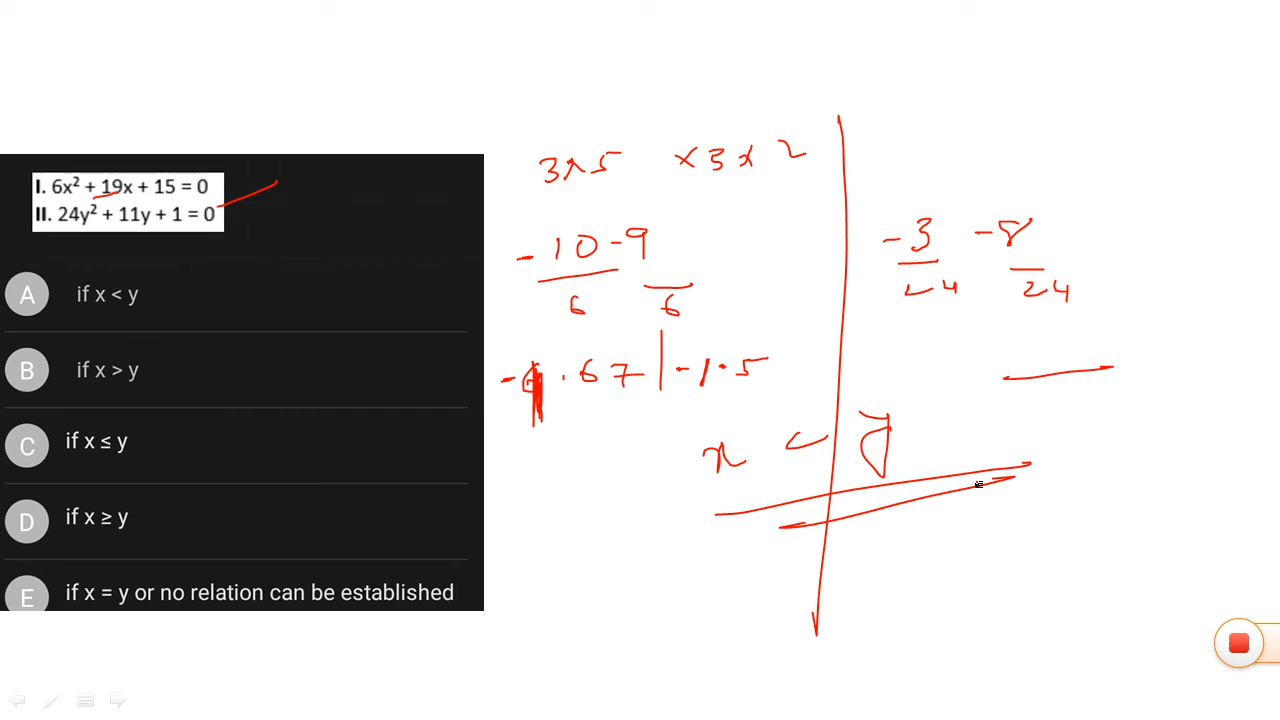 I. 6x² + 19x + 15 = 0
II. 24y² + 11y + 1 = 0
A if x < y
B if x > y
C if x ≤ y
D if x ≥ y
E if x = y or no relation can be established
3×5 ×3×2
-10 -9
6 6
-1.67 | -1.5
-3 -8
24 24
x < y